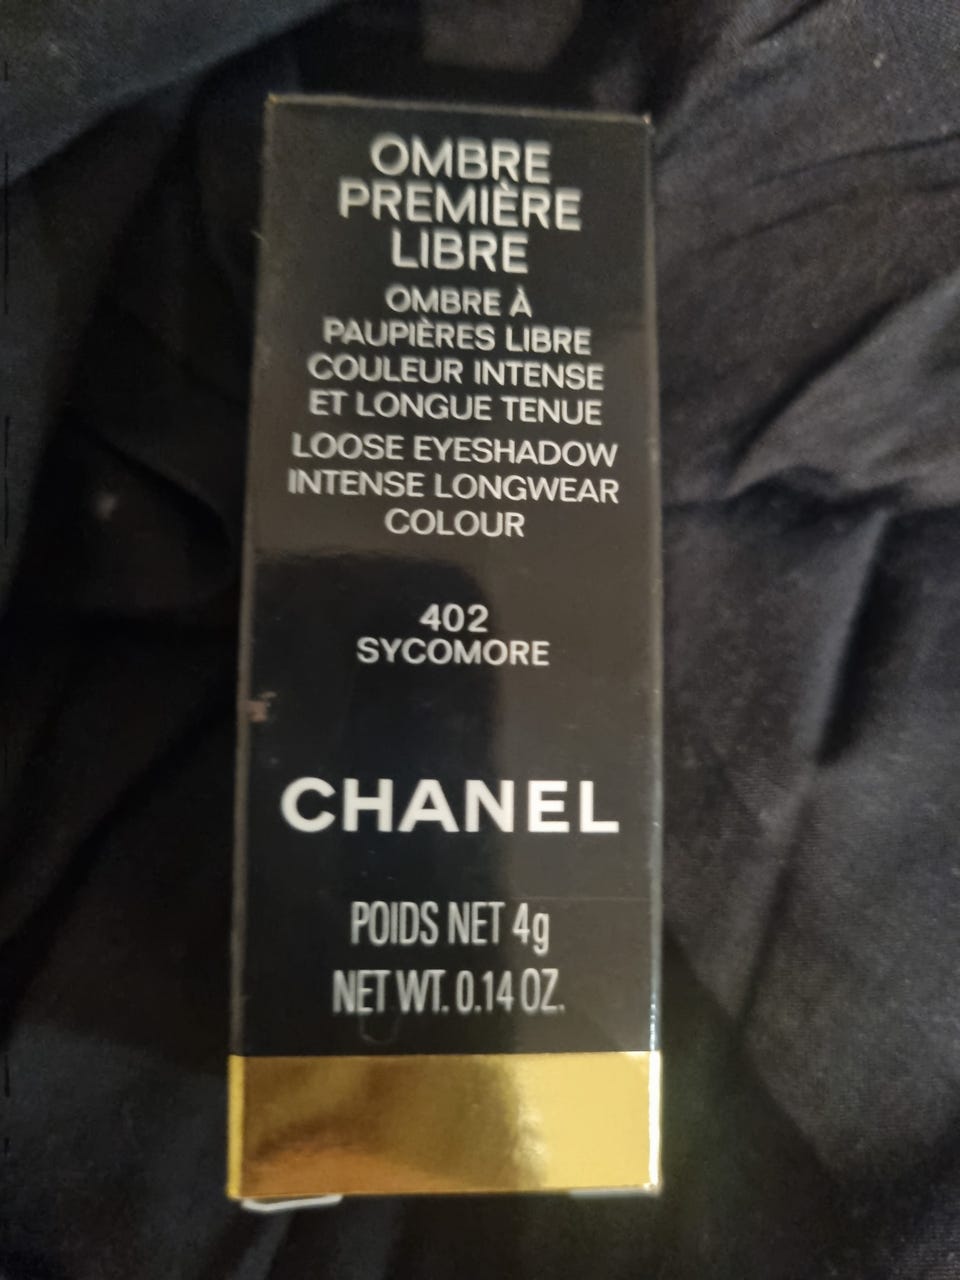 OMBRE
PREMIÈRE
LIBRE
OMBRE À
PAUPIÈRES LIBRE
COULEUR INTENSE
ET LONGUE TENUE
LOOSE EYESHADOW
INTENSE LONGWEAR
COLOUR
402
SYCOMORE
CHANEL
POIDS NET 4g
NET WT. 0.14 OZ.